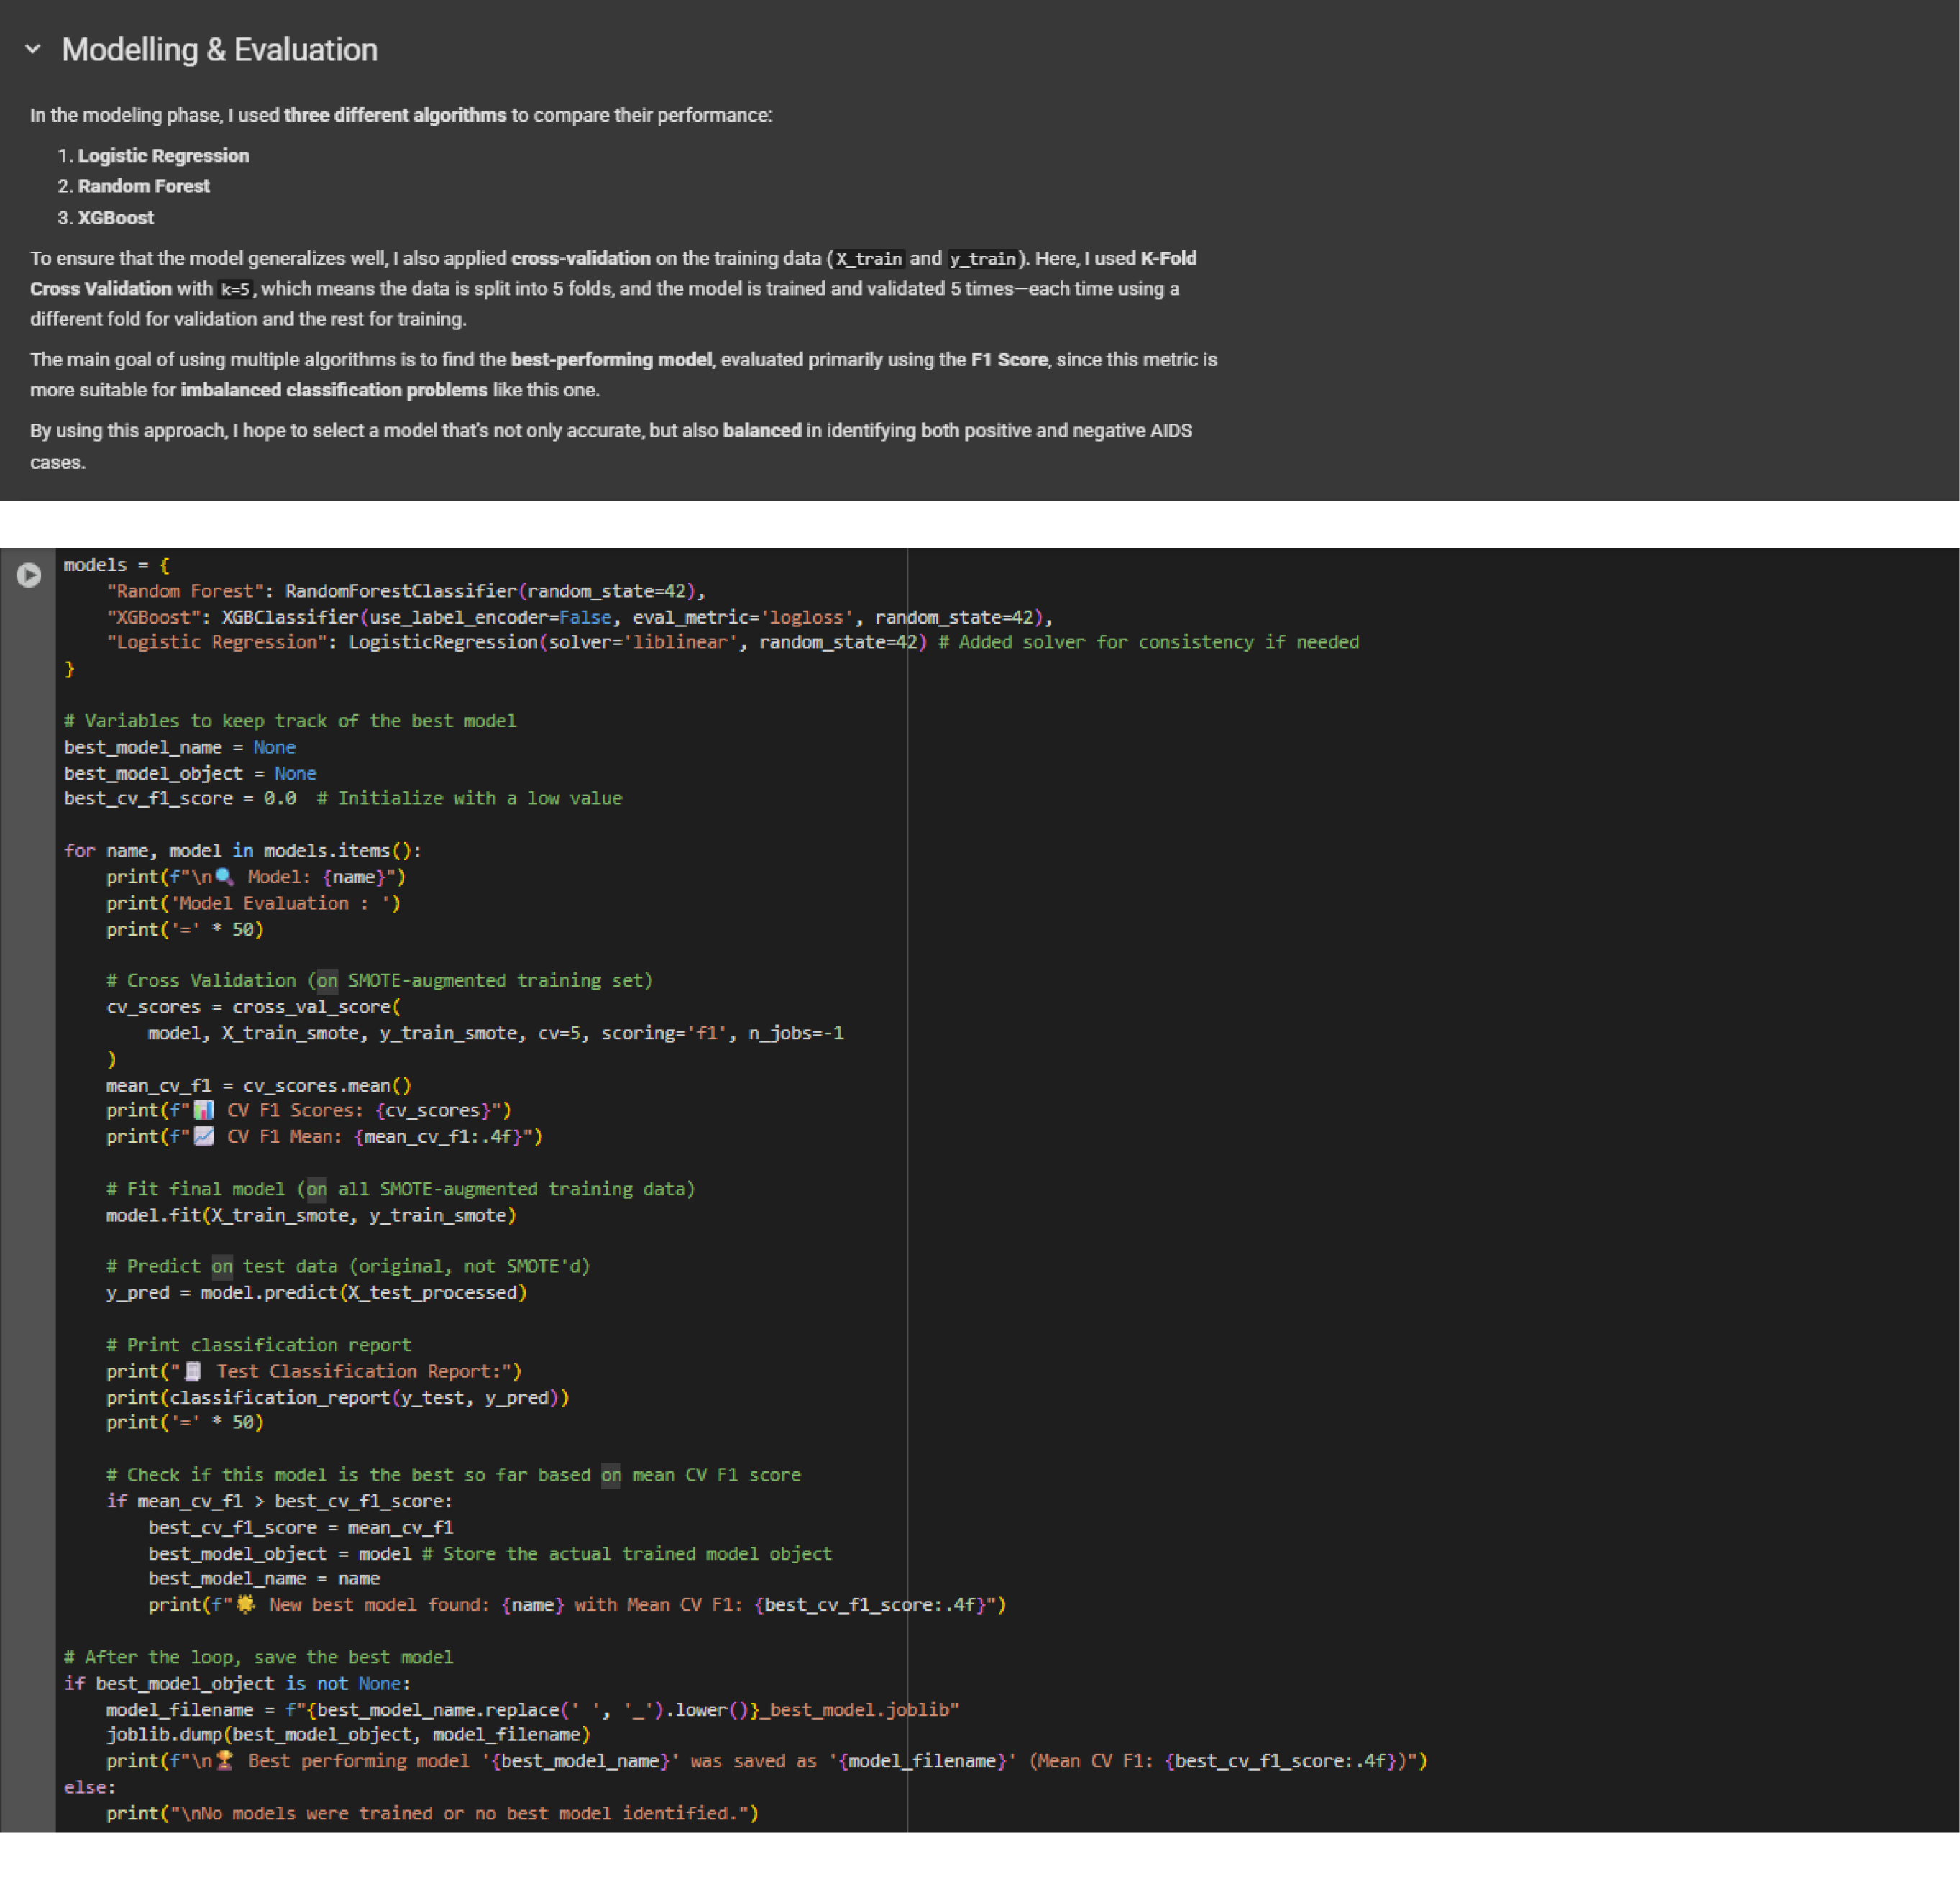 Modelling & Evaluation
In the modeling phase, I used three different algorithms to compare their performance:
1. Logistic Regression
2. Random Forest
3. XGBoost
To ensure that the model generalizes well, I also applied cross-validation on the training data (X_train and y_train). Here, I used K-Fold
Cross Validation with k=5, which means the data is split into 5 folds, and the model is trained and validated 5 times—each time using a
different fold for validation and the rest for training.
The main goal of using multiple algorithms is to find the best-performing model, evaluated primarily using the F1 Score, since this metric is
more suitable for imbalanced classification problems like this one.
By using this approach, I hope to select a model that's not only accurate, but also balanced in identifying both positive and negative AIDS
cases.
models = {
    "Random Forest": RandomForestClassifier(random_state=42),
    "XGBoost": XGBClassifier(use_label_encoder=False, eval_metric='logloss', random_state=42),
    "Logistic Regression": LogisticRegression(solver='liblinear', random_state=42) # Added solver for consistency if needed
}
# Variables to keep track of the best model
best_model_name = None
best_model_object = None
best_cv_f1_score = 0.0  # Initialize with a low value
for name, model in models.items():
    print(f"\n🔍 Model: {name}")
    print('Model Evaluation : ')
    print('=' * 50)
    # Cross Validation (on SMOTE-augmented training set)
    cv_scores = cross_val_score(
        model, X_train_smote, y_train_smote, cv=5, scoring='f1', n_jobs=-1
    )
    mean_cv_f1 = cv_scores.mean()
    print(f"📊 CV F1 Scores: {cv_scores}")
    print(f"📈 CV F1 Mean: {mean_cv_f1:.4f}")
    # Fit final model (on all SMOTE-augmented training data)
    model.fit(X_train_smote, y_train_smote)
    # Predict on test data (original, not SMOTE'd)
    y_pred = model.predict(X_test_processed)
    # Print classification report
    print("🧾 Test Classification Report:")
    print(classification_report(y_test, y_pred))
    print('=' * 50)
    # Check if this model is the best so far based on mean CV F1 score
    if mean_cv_f1 > best_cv_f1_score:
        best_cv_f1_score = mean_cv_f1
        best_model_object = model # Store the actual trained model object
        best_model_name = name
        print(f"🌟 New best model found: {name} with Mean CV F1: {best_cv_f1_score:.4f}")
# After the loop, save the best model
if best_model_object is not None:
    model_filename = f"{best_model_name.replace(' ', '_').lower()}_best_model.joblib"
    joblib.dump(best_model_object, model_filename)
    print(f"\n🏆 Best performing model '{best_model_name}' was saved as '{model_filename}' (Mean CV F1: {best_cv_f1_score:.4f})")
else:
    print("\nNo models were trained or no best model identified.")